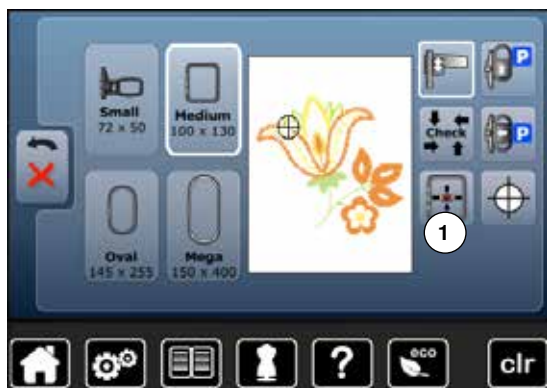 Small
72 x 50
Medium
100 x 130
Oval
145 x 255
Mega
150 x 400
P
Check
P
1
?
eco
clr